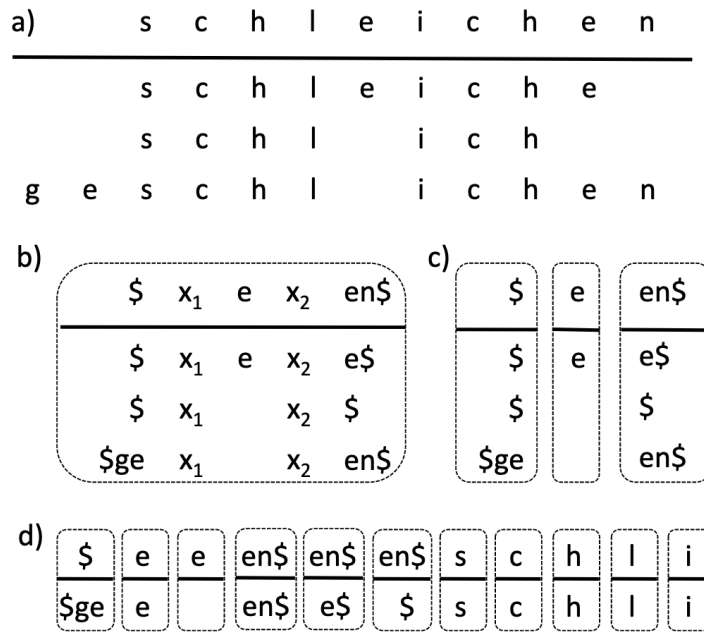 a) s c h l e i c h e n
s c h l e i c h e
s c h l i c h
g e s c h l i c h e n
b) $ x₁ e x₂ en$
$ x₁ e x₂ e$
$ x₁ x₂ $
$ge x₁ x₂ en$
c) $ e en$
$ e e$
$ $
$ge en$
d) $ e e en$ en$ en$ s c h l i
$ge e en$ e$ $ s c h l i